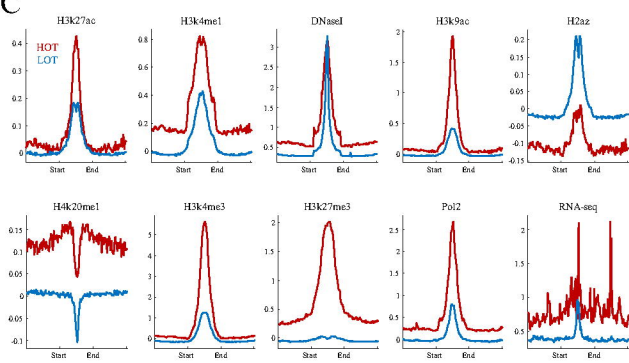 C
H3k27ac H3k4me1 DNaseI H3k9ac H2az
HOT
LOT
0.4 0.3 0.2 0.1 0
0.8 0.6 0.4 0.2 0
3 2.5 2 1.5 1 0.5
2 1.5 1 0.5 0
0.2 0.15 0.1 0.05 0 -0.05 -0.1 -0.15
Start End Start End Start End Start End Start End
H4k20me1 H3k4me3 H3k27me3 Pol2 RNA-seq
0.15 0.1 0.05 0 -0.05 -0.1
5 4 3 2 1 0
2 1.5 1 0.5 0
2.5 2 1.5 1 0.5 0
2 1.5 1 0.5
Start End Start End Start End Start End Start End